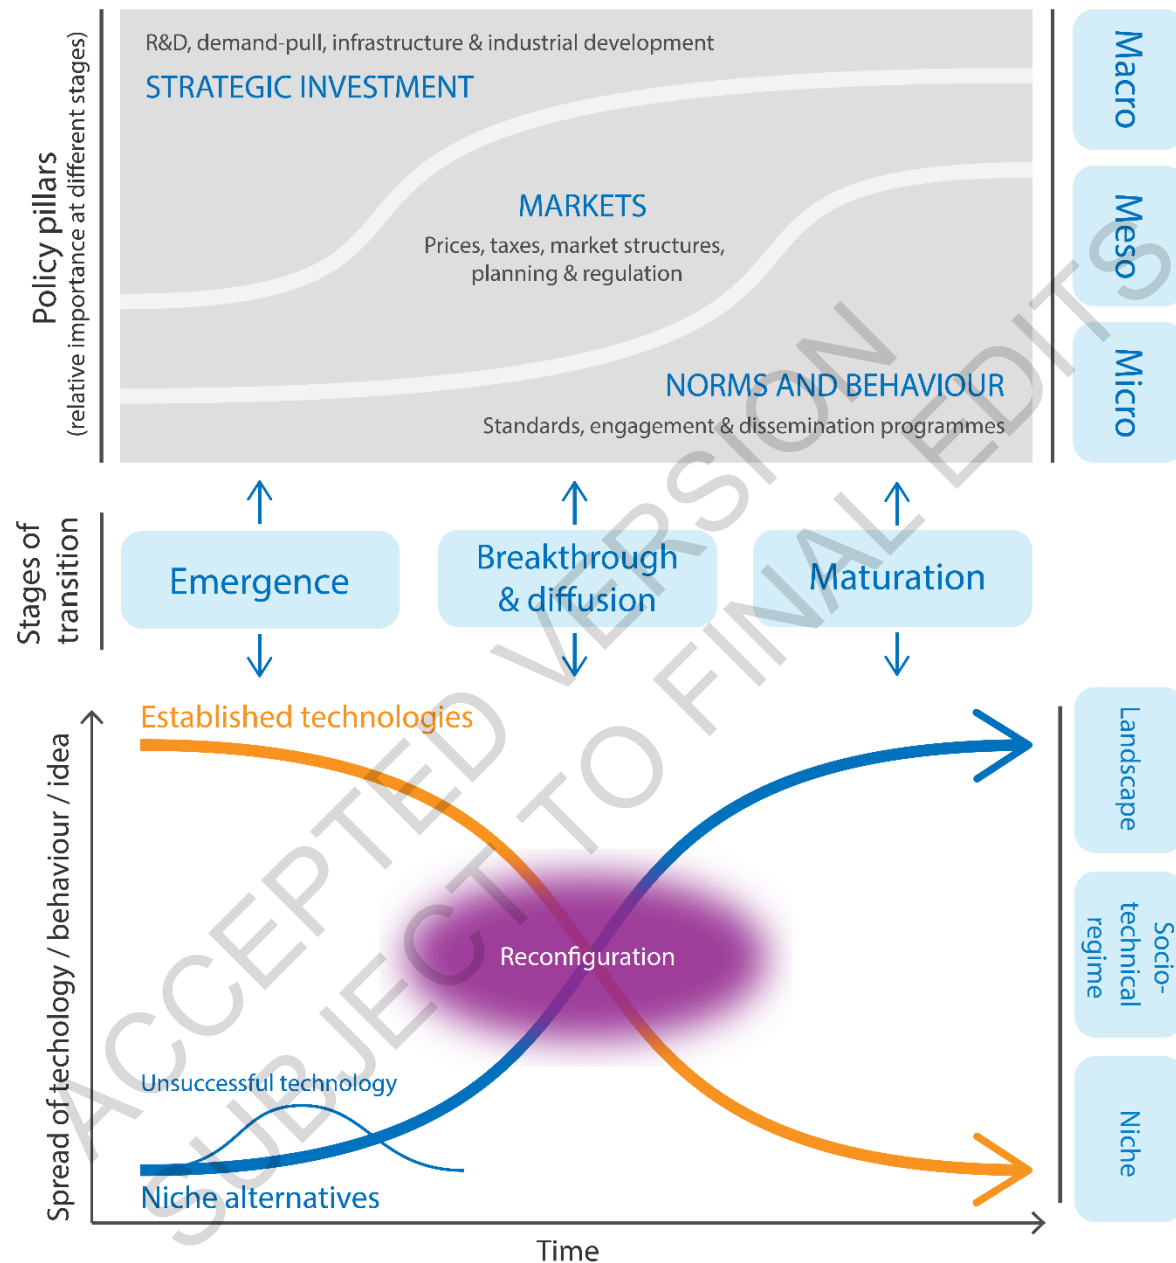 Policy pillars
(relative importance at different stages)
R&D, demand-pull, infrastructure & industrial development
STRATEGIC INVESTMENT
MARKETS
Prices, taxes, market structures,
planning & regulation
NORMS AND BEHAVIOUR
Standards, engagement & dissemination programmes
Macro
Meso
Micro
Stages of
transition
Emergence
Breakthrough
& diffusion
Maturation
Spread of technology / behaviour / idea
Established technologies
Reconfiguration
Unsuccessful technology
Niche alternatives
Time
Landscape
Socio-
technical
regime
Niche
ACCEPTED VERSION
SUBJECT TO FINAL EDITS